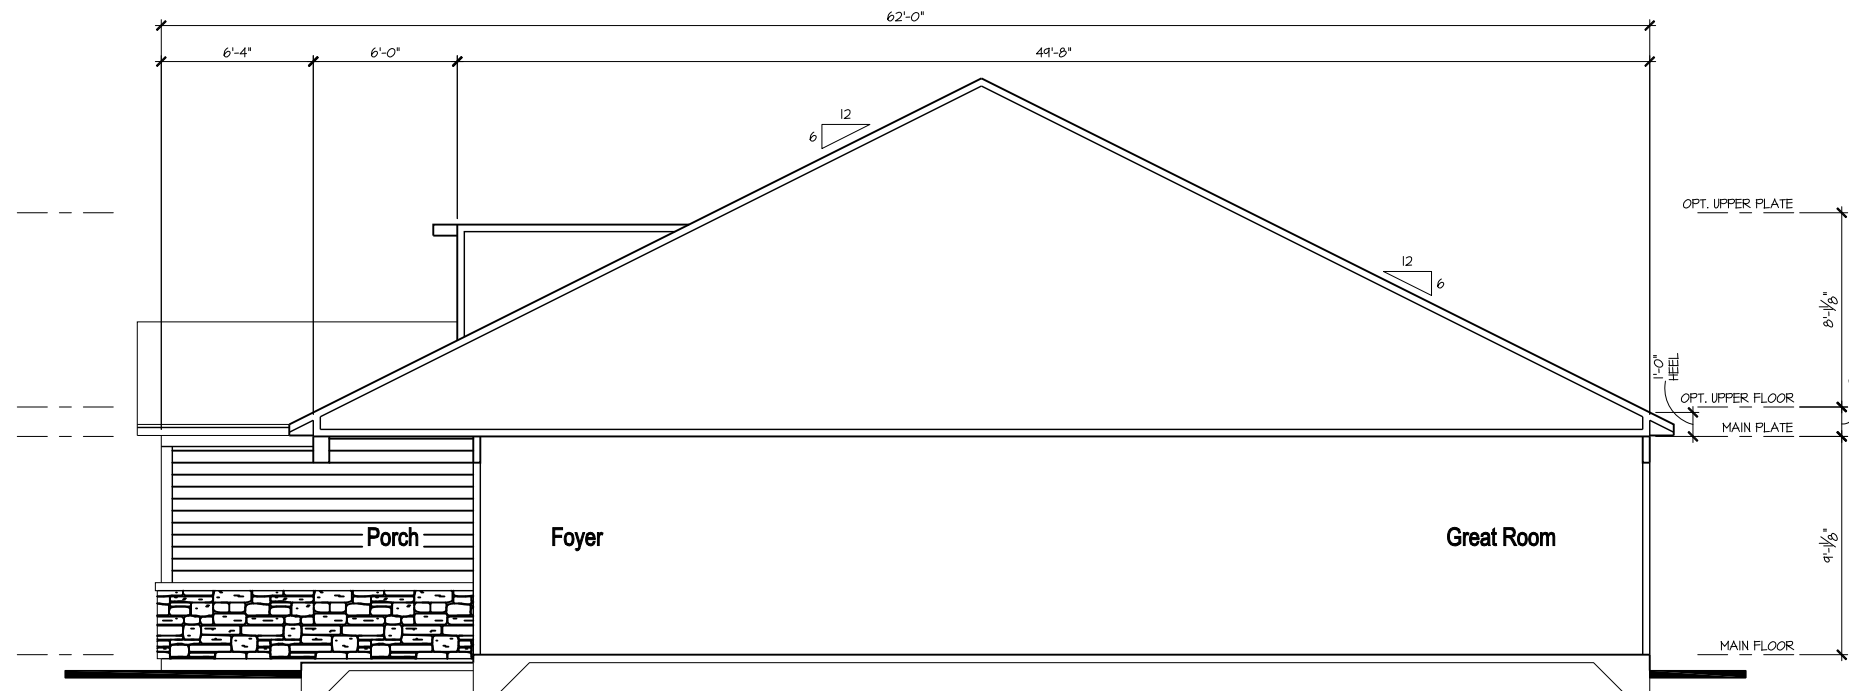 62'-0"
6'-4" 6'-0" 49'-8"
12
6
OPT. UPPER PLATE
12
6
8'-1/8"
1'-0"
HEEL
OPT. UPPER FLOOR
MAIN PLATE
Porch Foyer Great Room
9'-1/8"
MAIN FLOOR